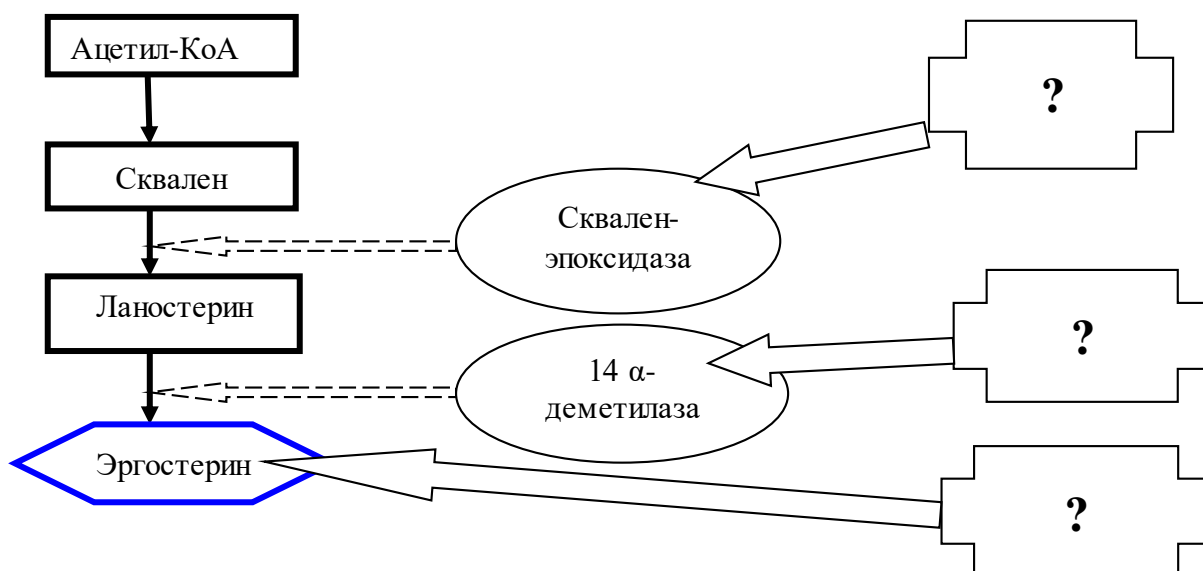 Ацетил-КоА
?
Сквален
Сквален-
эпоксидаза
Ланостерин
?
14 α-
деметилаза
Эргостерин
?